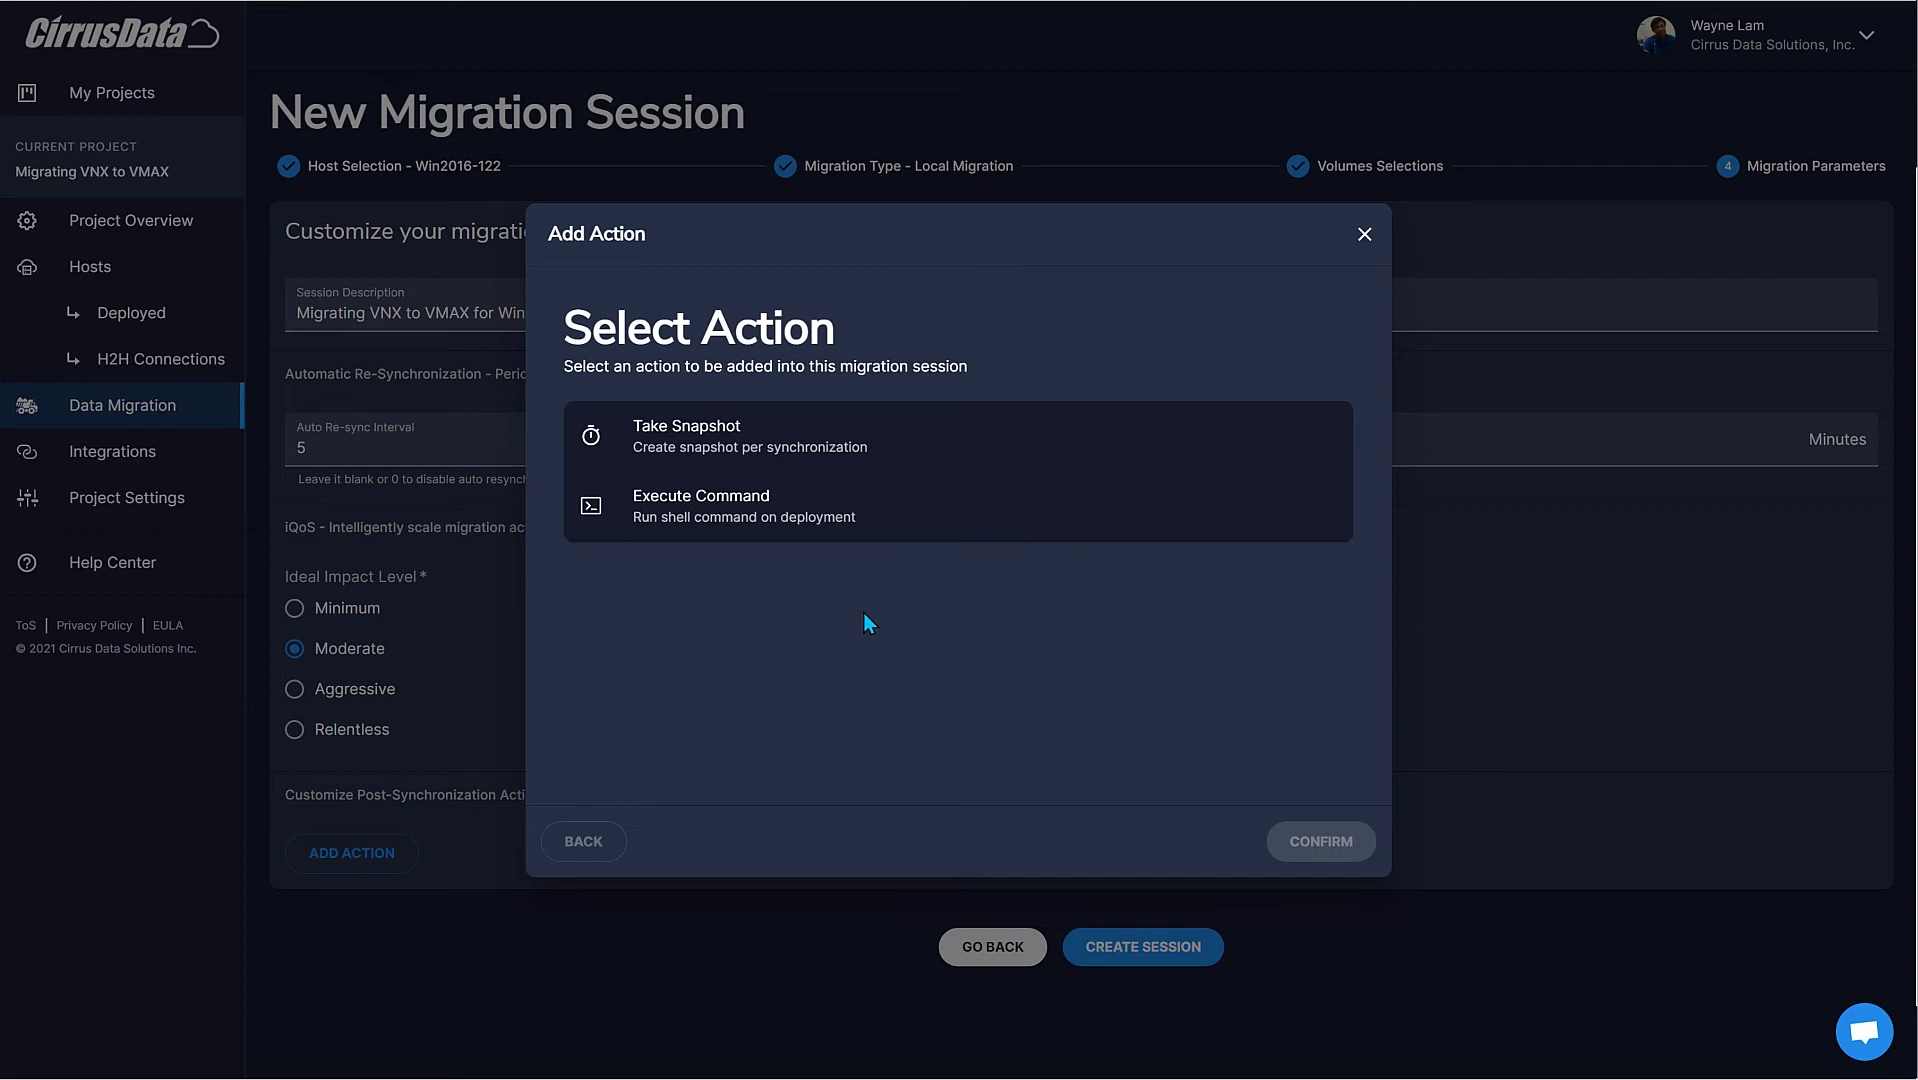 CirrusData
Wayne Lam
Cirrus Data Solutions, Inc.
My Projects
CURRENT PROJECT
Migrating VNX to VMAX
Project Overview
Hosts
Deployed
H2H Connections
Data Migration
Integrations
Project Settings
Help Center
ToS | Privacy Policy | EULA
© 2021 Cirrus Data Solutions Inc.
New Migration Session
Host Selection - Win2016-122
Migration Type - Local Migration
Volumes Selections
4 Migration Parameters
Customize your migrati
Session Description
Migrating VNX to VMAX for Win
Automatic Re-Synchronization - Peri
Auto Re-sync Interval
5
Minutes
Leave it blank or 0 to disable auto resync
iQoS - Intelligently scale migration ac
Ideal Impact Level *
Minimum
Moderate
Aggressive
Relentless
Customize Post-Synchronization Acti
ADD ACTION
Add Action
Select Action
Select an action to be added into this migration session
Take Snapshot
Create snapshot per synchronization
Execute Command
Run shell command on deployment
BACK
CONFIRM
GO BACK
CREATE SESSION